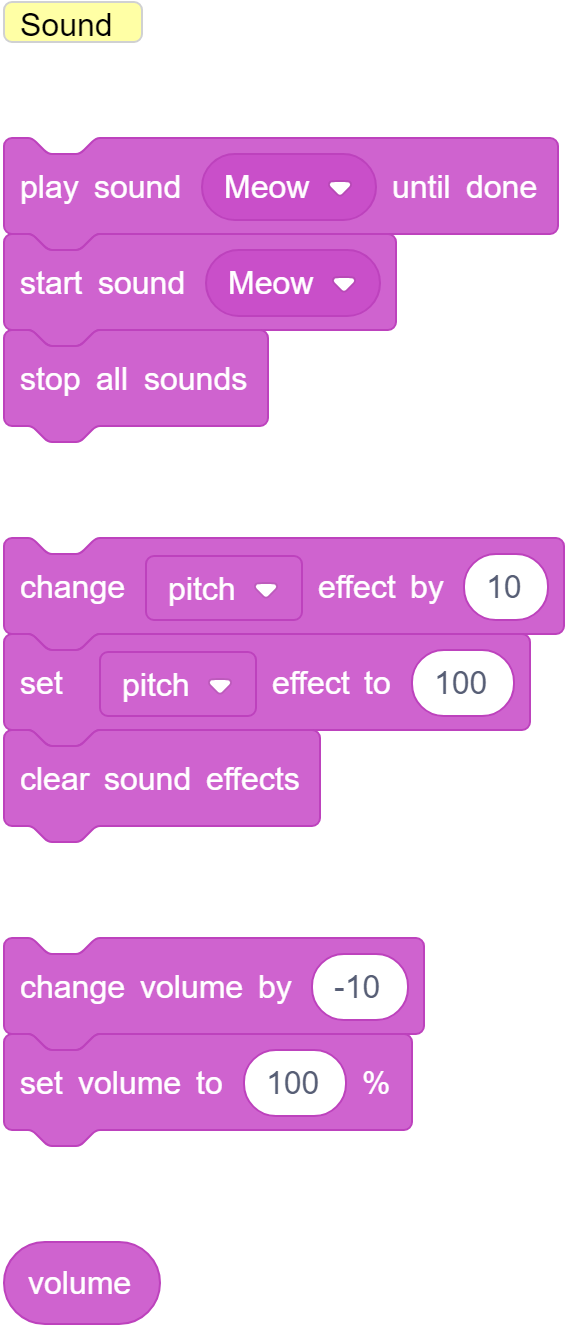 Sound
play sound Meow until done
start sound Meow
stop all sounds
change pitch effect by 10
set pitch effect to 100
clear sound effects
change volume by -10
set volume to 100 %
volume